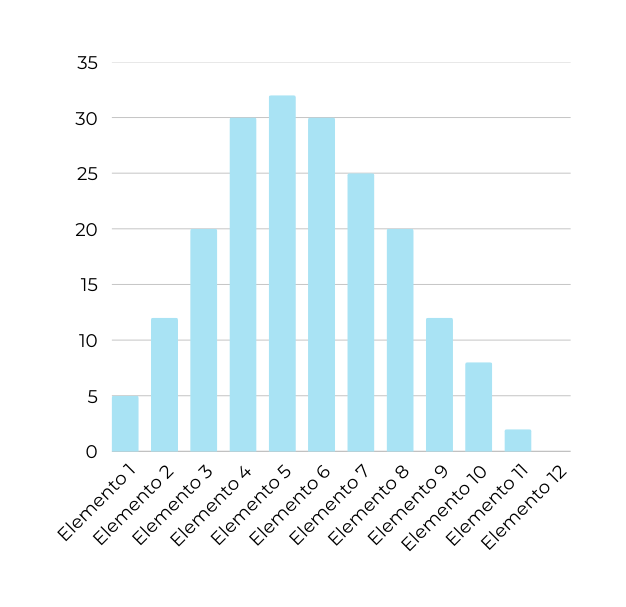 35
30
25
20
15
10
5
0
Elemento 1
Elemento 2
Elemento 3
Elemento 4
Elemento 5
Elemento 6
Elemento 7
Elemento 8
Elemento 9
Elemento 10
Elemento 11
Elemento 12